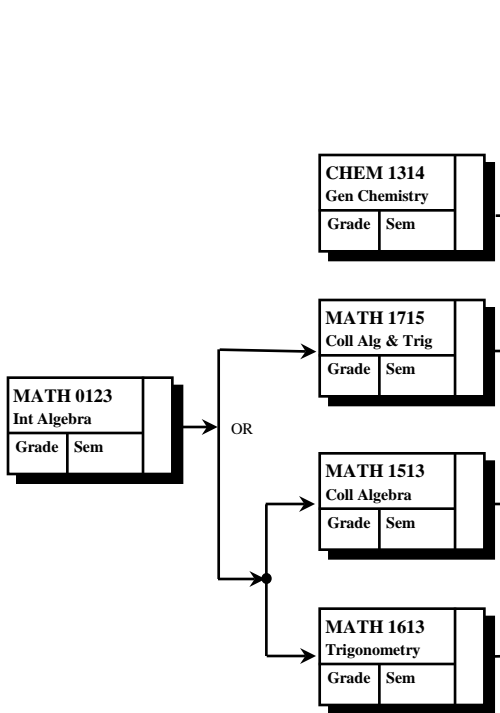 CHEM 1314
Gen Chemistry
Grade Sem
MATH 1715
Coll Alg & Trig
Grade Sem
MATH 0123
Int Algebra
Grade Sem
OR
MATH 1513
Coll Algebra
Grade Sem
MATH 1613
Trigonometry
Grade Sem